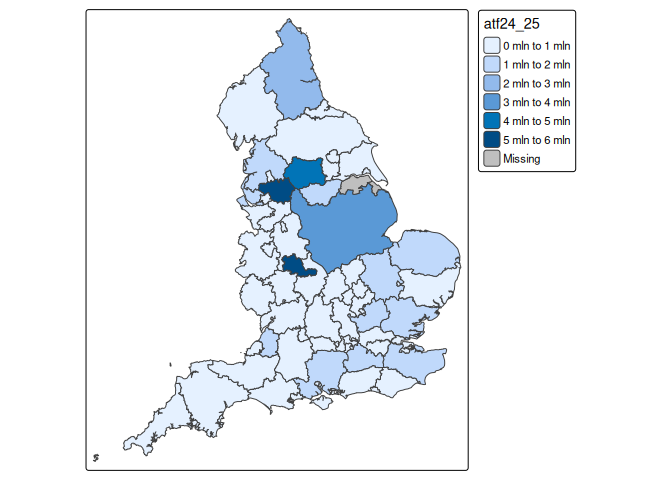 atf24_25
0 mln to 1 mln
1 mln to 2 mln
2 mln to 3 mln
3 mln to 4 mln
4 mln to 5 mln
5 mln to 6 mln
Missing